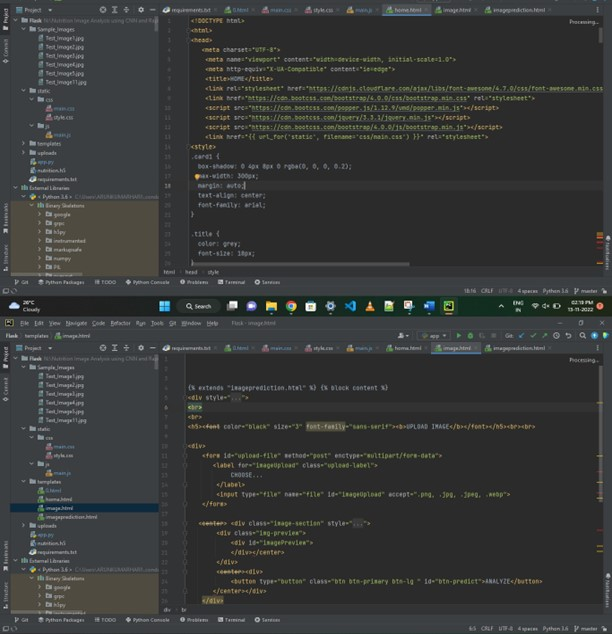 Project
requirements.txt 0.html main.css style.css main.js home.html image.html imageprediction.html
Processing...
Sample_Images
Test_Image1.jpg
Test_Image2.jpg
Test_Image3.jpg
Test_Image4.jpg
Test_Image5.jpg
Test_Image11.jpg
static
css
main.css
style.css
js
main.js
templates
uploads
app.py
nutrition.h5
requirements.txt
External Libraries
Python 3.6
Binary Skeletons
google
grpc
h5py
instrumented
markupsafe
numpy
PIL
<!DOCTYPE html>
<html>
<head>
<meta charset="UTF-8">
<meta name="viewport" content="width=device-width, initial-scale=1.0">
<meta http-equiv="X-UA-Compatible" content="ie=edge">
<title>HOME</title>
<link rel="stylesheet" href="https://cdnjs.cloudflare.com/ajax/libs/font-awesome/4.7.0/css/font-awesome.min.css
<link href="https://cdn.bootcss.com/bootstrap/4.0.0/css/bootstrap.min.css" rel="stylesheet">
<script src="https://cdn.bootcss.com/popper.js/1.12.9/umd/popper.min.js"></script>
<script src="https://cdn.bootcss.com/jquery/3.3.1/jquery.min.js"></script>
<script src="https://cdn.bootcss.com/bootstrap/4.0.0/js/bootstrap.min.js"></script>
<link href="{{ url_for('static', filename='css/main.css') }}" rel="stylesheet">
<style>
.card1 {
box-shadow: 0 4px 8px 0 rgba(0, 0, 0, 0.2);
max-width: 300px;
margin: auto;
text-align: center;
font-family: arial;
}
.title {
color: grey;
font-size: 18px;
html head style
Git Python Packages TODO Python Console Problems Terminal Services
18:16 CRLF UTF-8 4 spaces Python 3.6 master
26°C
Cloudy
Search
ENG
IN
02:19 PM
13-11-2022
File Edit View Navigate Code Refactor Run Tools Git Window Help Flask - image.html
Flask templates image.html
app
Project
requirements.txt 0.html main.css style.css main.js home.html image.html imageprediction.html
Processing...
Flask
Sample_Images
Test_Image1.jpg
Test_Image2.jpg
Test_Image3.jpg
Test_Image4.jpg
Test_Image5.jpg
Test_Image11.jpg
static
css
main.css
style.css
js
main.js
templates
0.html
home.html
image.html
imageprediction.html
uploads
app.py
nutrition.h5
requirements.txt
External Libraries
Binary Skeletons
google
grpc
h5py
{% extends "imageprediction.html" %} {% block content %}
<div style="...">
<br>
<br>
<h5><font color="black" size="3" font-family="sans-serif"><b>UPLOAD IMAGE</b></font></h5><br><br>
<div>
<form id="upload-file" method="post" enctype="multipart/form-data">
<label for="imageUpload" class="upload-label">
CHOOSE...
</label>
<input type="file" name="file" id="imageUpload" accept=".png, .jpg, .jpeg, .webp">
</form>
<center> <div class="image-section" style="...">
<div class="img-preview">
<div id="imagePreview">
</div></center>
</div>
<center><div>
<button type="button" class="btn btn-primary btn-lg " id="btn-predict">ANALYZE</button>
</center></div>
</div>
div br
Git Python Packages TODO Python Console Problems Terminal Services
6:5 CRLF UTF-8 4 spaces Python 3.6 master